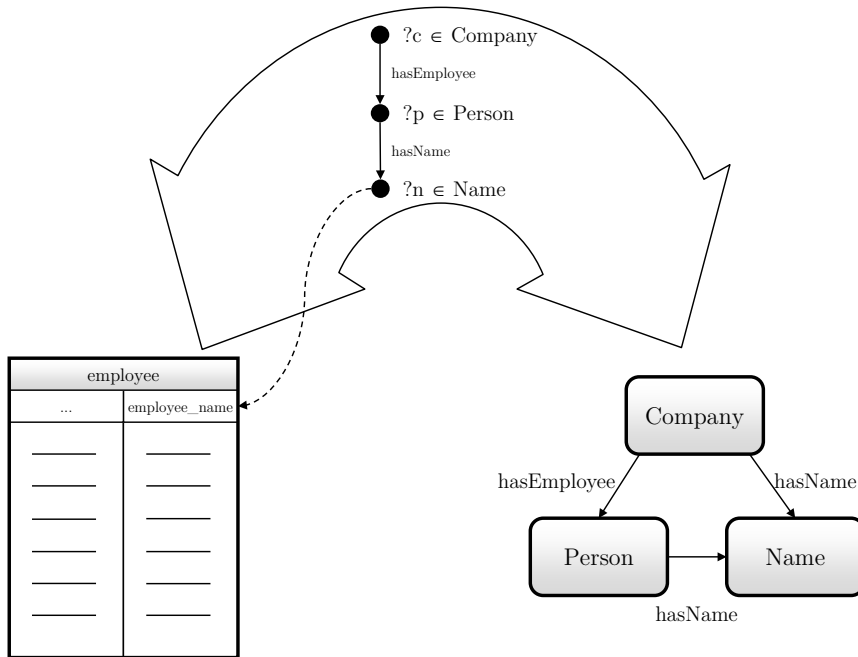 ?c ∈ Company
hasEmployee
?p ∈ Person
hasName
?n ∈ Name
employee
... employee_name
Company
hasEmployee hasName
Person Name
hasName